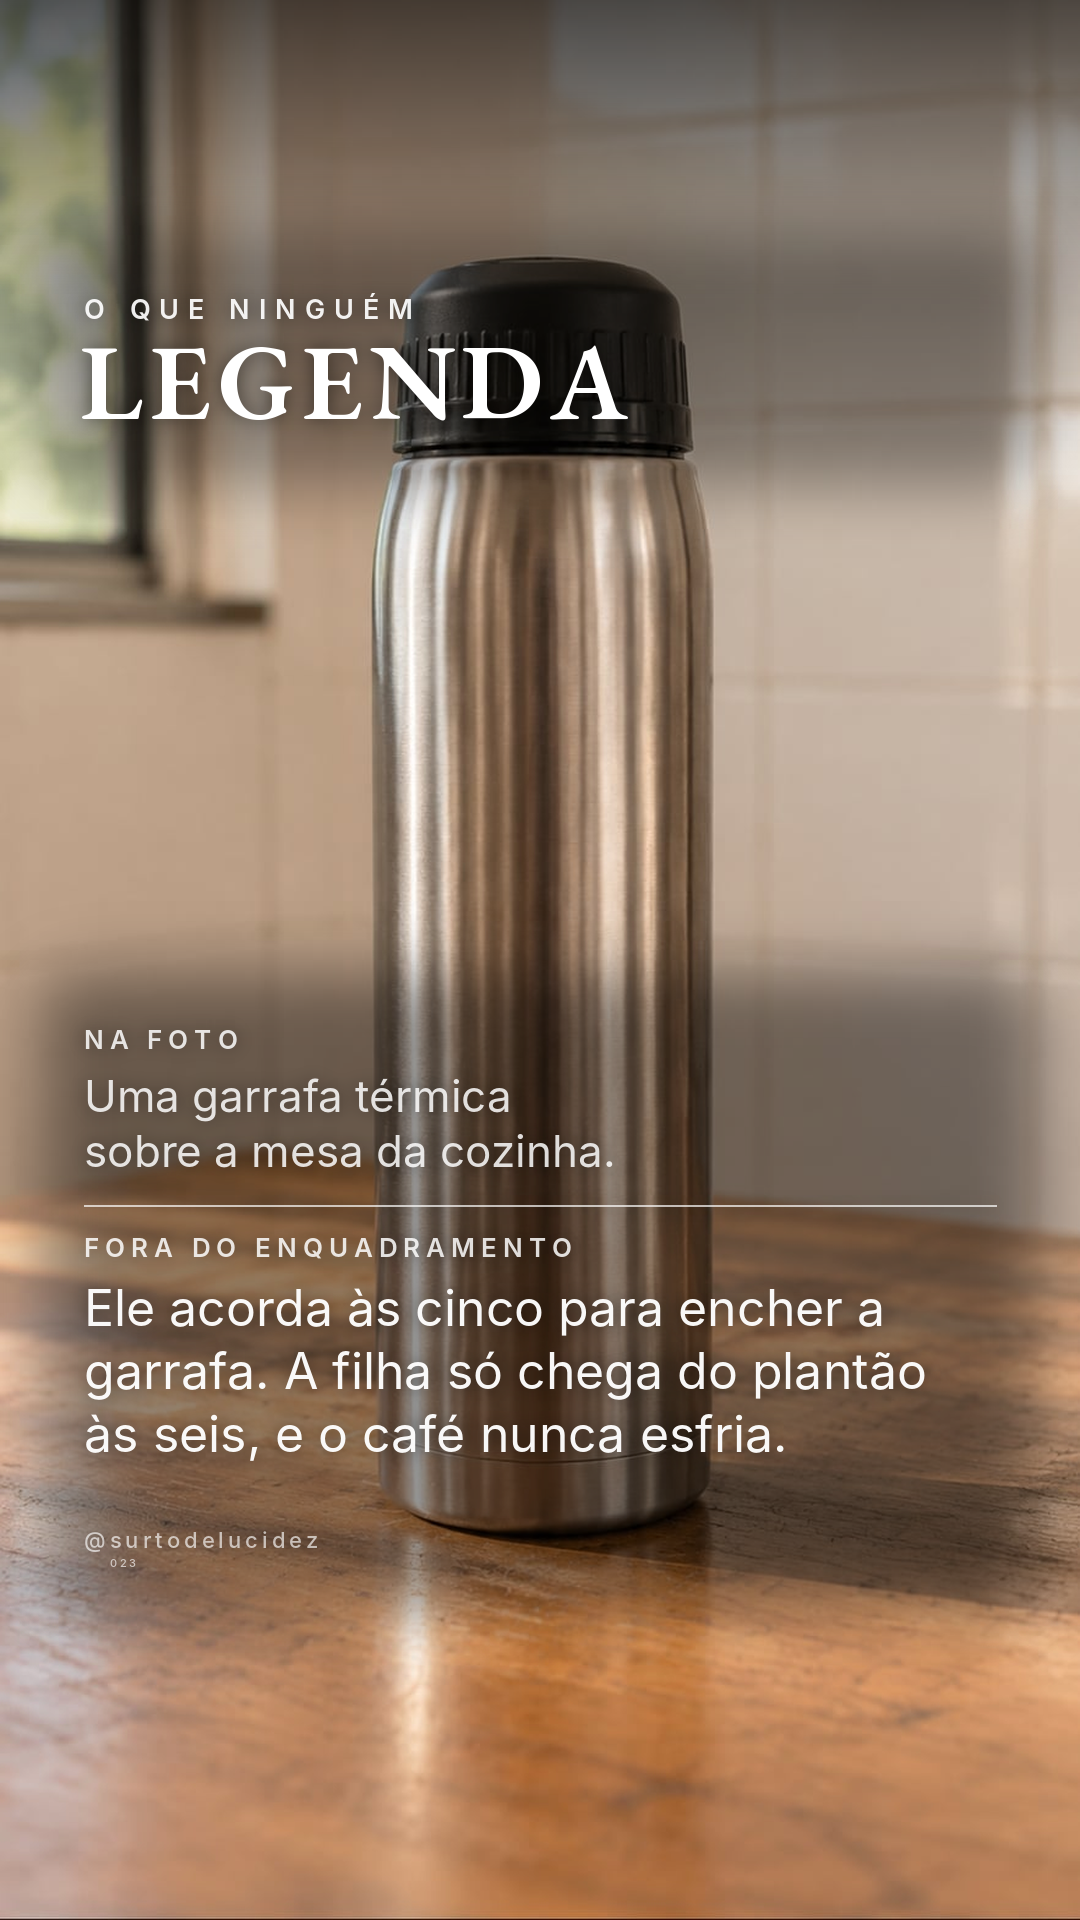 O QUE NINGUÉM
LEGENDA
NA FOTO
Uma garrafa térmica
sobre a mesa da cozinha.
FORA DO ENQUADRAMENTO
Ele acorda às cinco para encher a
garrafa. A filha só chega do plantão
às seis, e o café nunca esfria.
@surtodelucidez
023